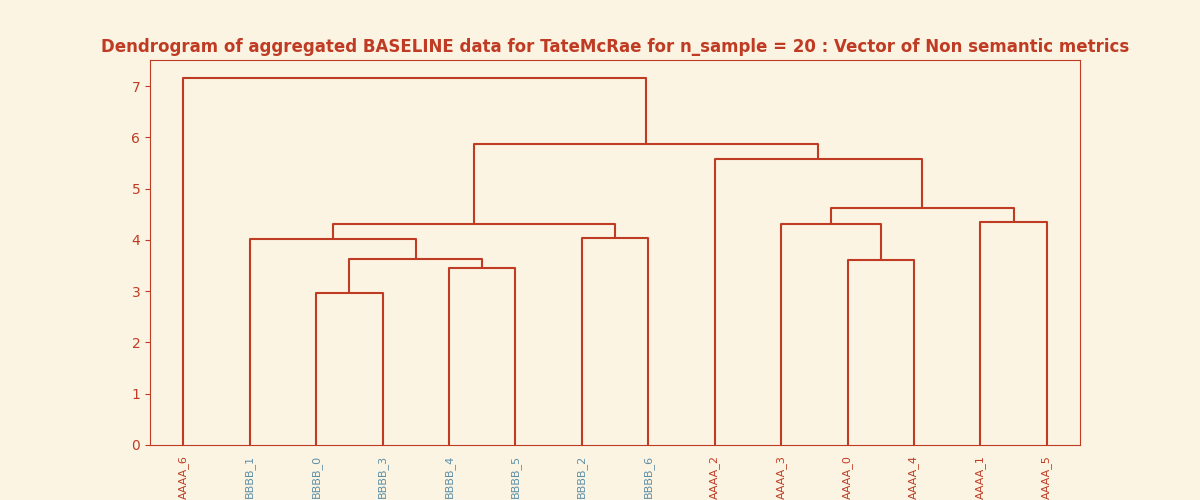 Dendrogram of aggregated BASELINE data for TateMcRae for n_sample = 20 : Vector of Non semantic metrics
7
6
5
4
3
2
1
0
AAAA_6
BBBB_1
BBBB_0
BBBB_3
BBBB_4
BBBB_5
BBBB_2
BBBB_6
AAAA_2
AAAA_3
AAAA_0
AAAA_4
AAAA_1
AAAA_5